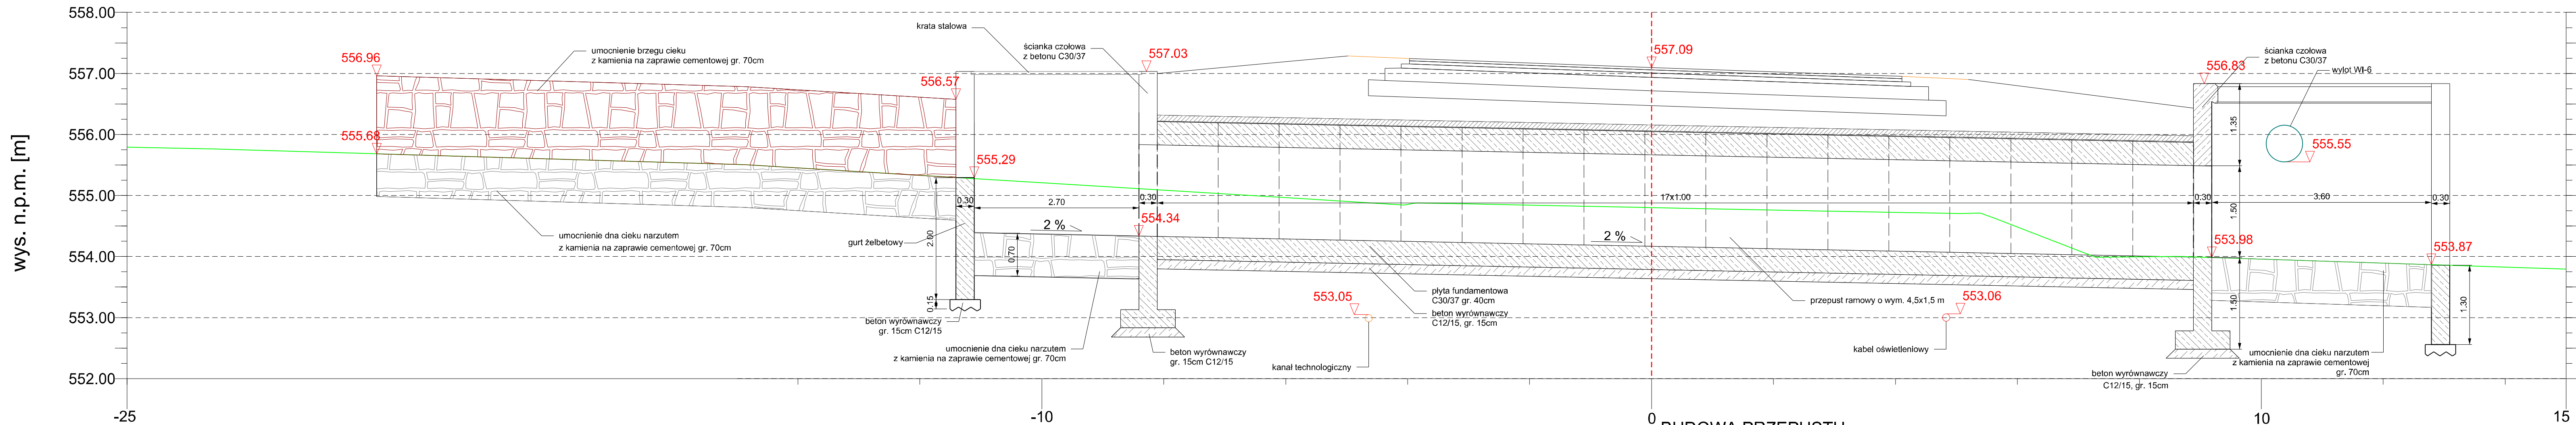 wys. n.p.m. [m]
558.00
557.00
556.00
555.00
554.00
553.00
552.00
-25
-10
0
10
15
556.96
umocnienie brzegu cieku
z kamienia na zaprawie cementowej gr. 70cm
555.68
umocnienie dna cieku narzutem
z kamienia na zaprawie cementowej gr. 70cm
krata stalowa
ścianka czołowa
z betonu C30/37
557.03
556.57
555.29
0.30
2.70
0.30
2.00
0.15
0.70
2 %
554.34
gurt żelbetowy
beton wyrównawczy
gr. 15cm C12/15
umocnienie dna cieku narzutem
z kamienia na zaprawie cementowej gr. 70cm
beton wyrównawczy
gr. 15cm C12/15
557.09
17x1.00
2 %
płyta fundamentowa
C30/37 gr. 40cm
beton wyrównawczy
C12/15, gr. 15cm
553.05
kanał technologiczny
przepust ramowy o wym. 4,5x1,5 m
553.06
kabel oświetleniowy
556.83
ścianka czołowa
z betonu C30/37
wylot Wl-6
1.35
555.55
0.30
1.50
3.60
0.30
553.98
553.87
1.50
1.30
beton wyrównawczy
C12/15, gr. 15cm
umocnienie dna cieku narzutem
z kamienia na zaprawie cementowej
gr. 70cm
BUDOWA PRZEPUSTU